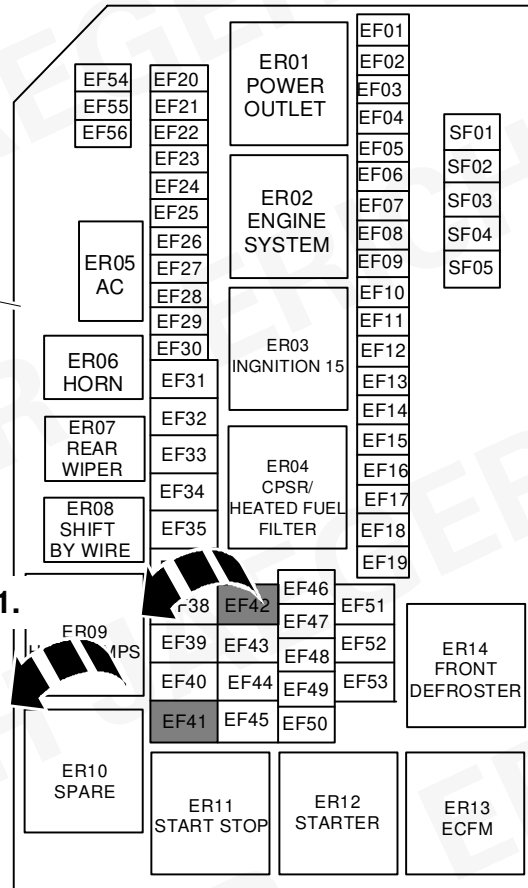 EF54
EF55
EF56
EF20
EF21
EF22
EF23
EF24
EF25
EF26
EF27
EF28
EF29
EF30
EF31
EF32
EF33
EF34
EF35
ER01
POWER
OUTLET
ER02
ENGINE
SYSTEM
ER03
INGNITION 15
ER04
CPSR/
HEATED FUEL
FILTER
EF01
EF02
EF03
EF04
EF05
EF06
EF07
EF08
EF09
EF10
EF11
EF12
EF13
EF14
EF15
EF16
EF17
EF18
EF19
SF01
SF02
SF03
SF04
SF05
ER05
AC
ER06
HORN
ER07
REAR
WIPER
ER08
SHIFT
BY WIRE
1.
ER09
EF39
EF40
EF41
EF42
EF43
EF44
EF45
EF46
EF47
EF48
EF49
EF50
EF51
EF52
EF53
ER14
FRONT
DEFROSTER
ER10
SPARE
ER11
START STOP
ER12
STARTER
ER13
ECFM